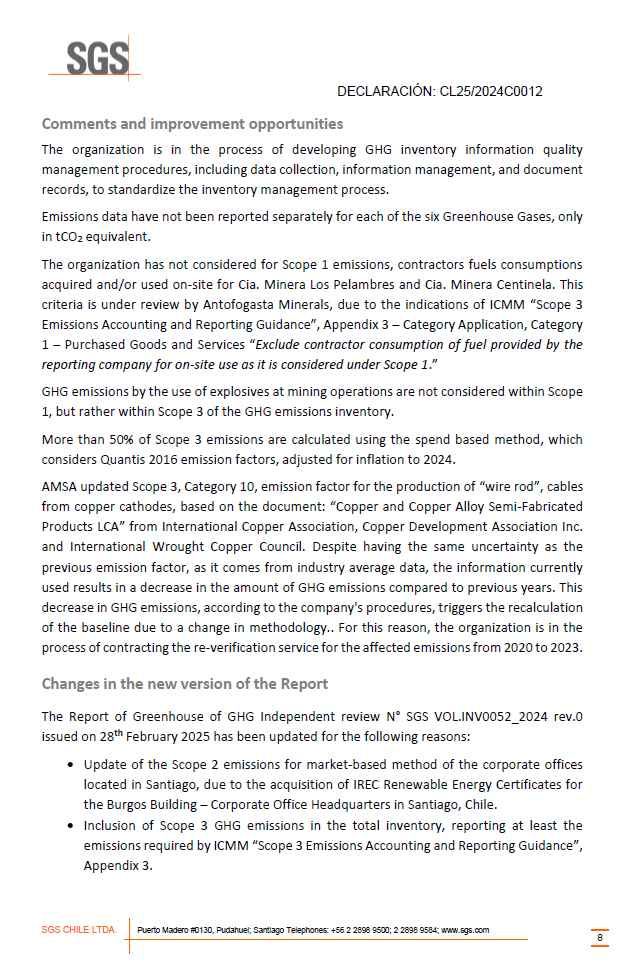 SGS
DECLARACIÓN: CL25/2024C0012
Comments and improvement opportunities
The organization is in the process of developing GHG inventory information quality
management procedures, including data collection, information management, and document
records, to standardize the inventory management process.
Emissions data have not been reported separately for each of the six Greenhouse Gases, only
in tCO₂ equivalent.
The organization has not considered for Scope 1 emissions, contractors fuels consumptions
acquired and/or used on-site for Cia. Minera Los Pelambres and Cia. Minera Centinela. This
criteria is under review by Antofogasta Minerals, due to the indications of ICMM “Scope 3
Emissions Accounting and Reporting Guidance”, Appendix 3 – Category Application, Category
1 – Purchased Goods and Services “Exclude contractor consumption of fuel provided by the
reporting company for on-site use as it is considered under Scope 1.”
GHG emissions by the use of explosives at mining operations are not considered within Scope
1, but rather within Scope 3 of the GHG emissions inventory.
More than 50% of Scope 3 emissions are calculated using the spend based method, which
considers Quantis 2016 emission factors, adjusted for inflation to 2024.
AMSA updated Scope 3, Category 10, emission factor for the production of “wire rod”, cables
from copper cathodes, based on the document: “Copper and Copper Alloy Semi-Fabricated
Products LCA” from International Copper Association, Copper Development Association Inc.
and International Wrought Copper Council. Despite having the same uncertainty as the
previous emission factor, as it comes from industry average data, the information currently
used results in a decrease in the amount of GHG emissions compared to previous years. This
decrease in GHG emissions, according to the company's procedures, triggers the recalculation
of the baseline due to a change in methodology.. For this reason, the organization is in the
process of contracting the re-verification service for the affected emissions from 2020 to 2023.
Changes in the new version of the Report
The Report of Greenhouse of GHG Independent review N° SGS VOL.INV0052_2024 rev.0
issued on 28th February 2025 has been updated for the following reasons:
• Update of the Scope 2 emissions for market-based method of the corporate offices
located in Santiago, due to the acquisition of IREC Renewable Energy Certificates for
the Burgos Building – Corporate Office Headquarters in Santiago, Chile.
• Inclusion of Scope 3 GHG emissions in the total inventory, reporting at least the
emissions required by ICMM “Scope 3 Emissions Accounting and Reporting Guidance”,
Appendix 3.
SGS CHILE LTDA. Puerto Madero #0130, Pudahuel; Santiago Telephones: +56 2 2898 9500; 2 2898 9584; www.sgs.com
8